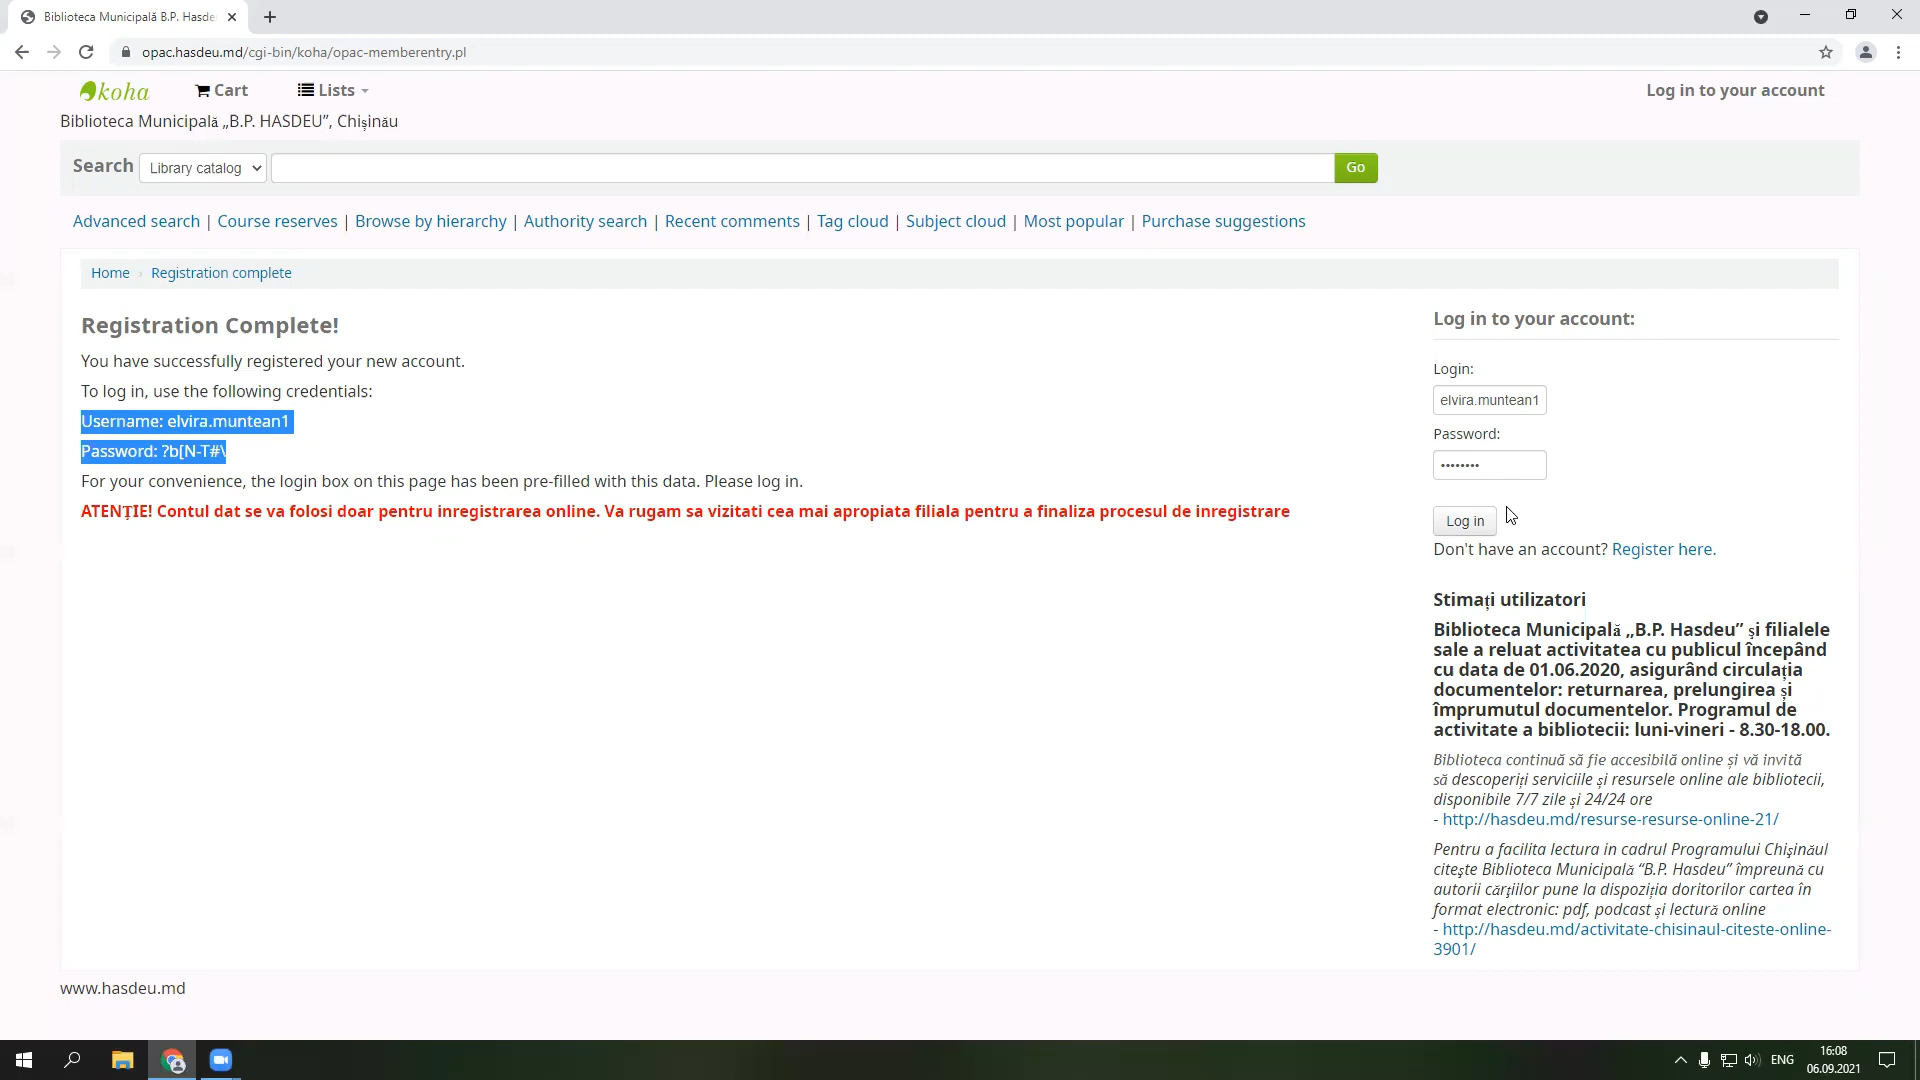 Biblioteca Municipală B.P. Hasde
opac.hasdeu.md/cgi-bin/koha/opac-memberentry.pl
koha Cart Lists Log in to your account
Biblioteca Municipală „B.P. HASDEU”, Chișinău
Search Library catalog Go
Advanced search | Course reserves | Browse by hierarchy | Authority search | Recent comments | Tag cloud | Subject cloud | Most popular | Purchase suggestions
Home › Registration complete
Registration Complete!
You have successfully registered your new account.
To log in, use the following credentials:
Username: elvira.muntean1
Password: ?b[N-T#\
For your convenience, the login box on this page has been pre-filled with this data. Please log in.
ATENȚIE! Contul dat se va folosi doar pentru inregistrarea online. Va rugam sa vizitati cea mai apropiata filiala pentru a finaliza procesul de inregistrare
Log in to your account:
Login:
elvira.muntean1
Password:
••••••••
Log in
Don't have an account? Register here.
Stimați utilizatori
Biblioteca Municipală „B.P. Hasdeu” și filialele
sale a reluat activitatea cu publicul începând
cu data de 01.06.2020, asigurând circulația
documentelor: returnarea, prelungirea și
împrumutul documentelor. Programul de
activitate a bibliotecii: luni-vineri - 8.30-18.00.
Biblioteca continuă să fie accesibilă online și vă invită
să descoperiți serviciile și resursele online ale bibliotecii,
disponibile 7/7 zile și 24/24 ore
- http://hasdeu.md/resurse-resurse-online-21/
Pentru a facilita lectura in cadrul Programului Chișinăul
citește Biblioteca Municipală “B.P. Hasdeu” împreună cu
autorii cărțiilor pune la dispoziția doritorilor cartea în
format electronic: pdf, podcast și lectură online
- http://hasdeu.md/activitate-chisinaul-citeste-online-
3901/
www.hasdeu.md
ENG
16:08
06.09.2021